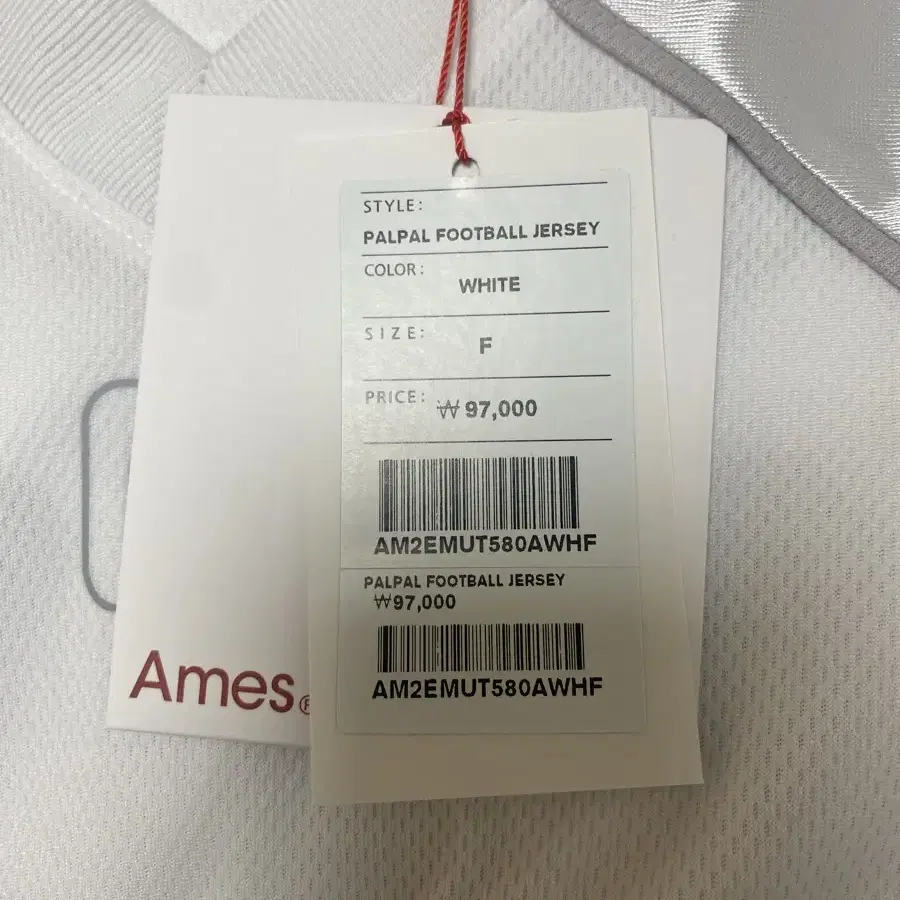 STYLE:
PALPAL FOOTBALL JERSEY
COLOR:
WHITE
SIZE:
F
PRICE:
₩ 97,000
AM2EMUT580AWHF
PALPAL FOOTBALL JERSEY
₩97,000
AM2EMUT580AWHF
Ames®